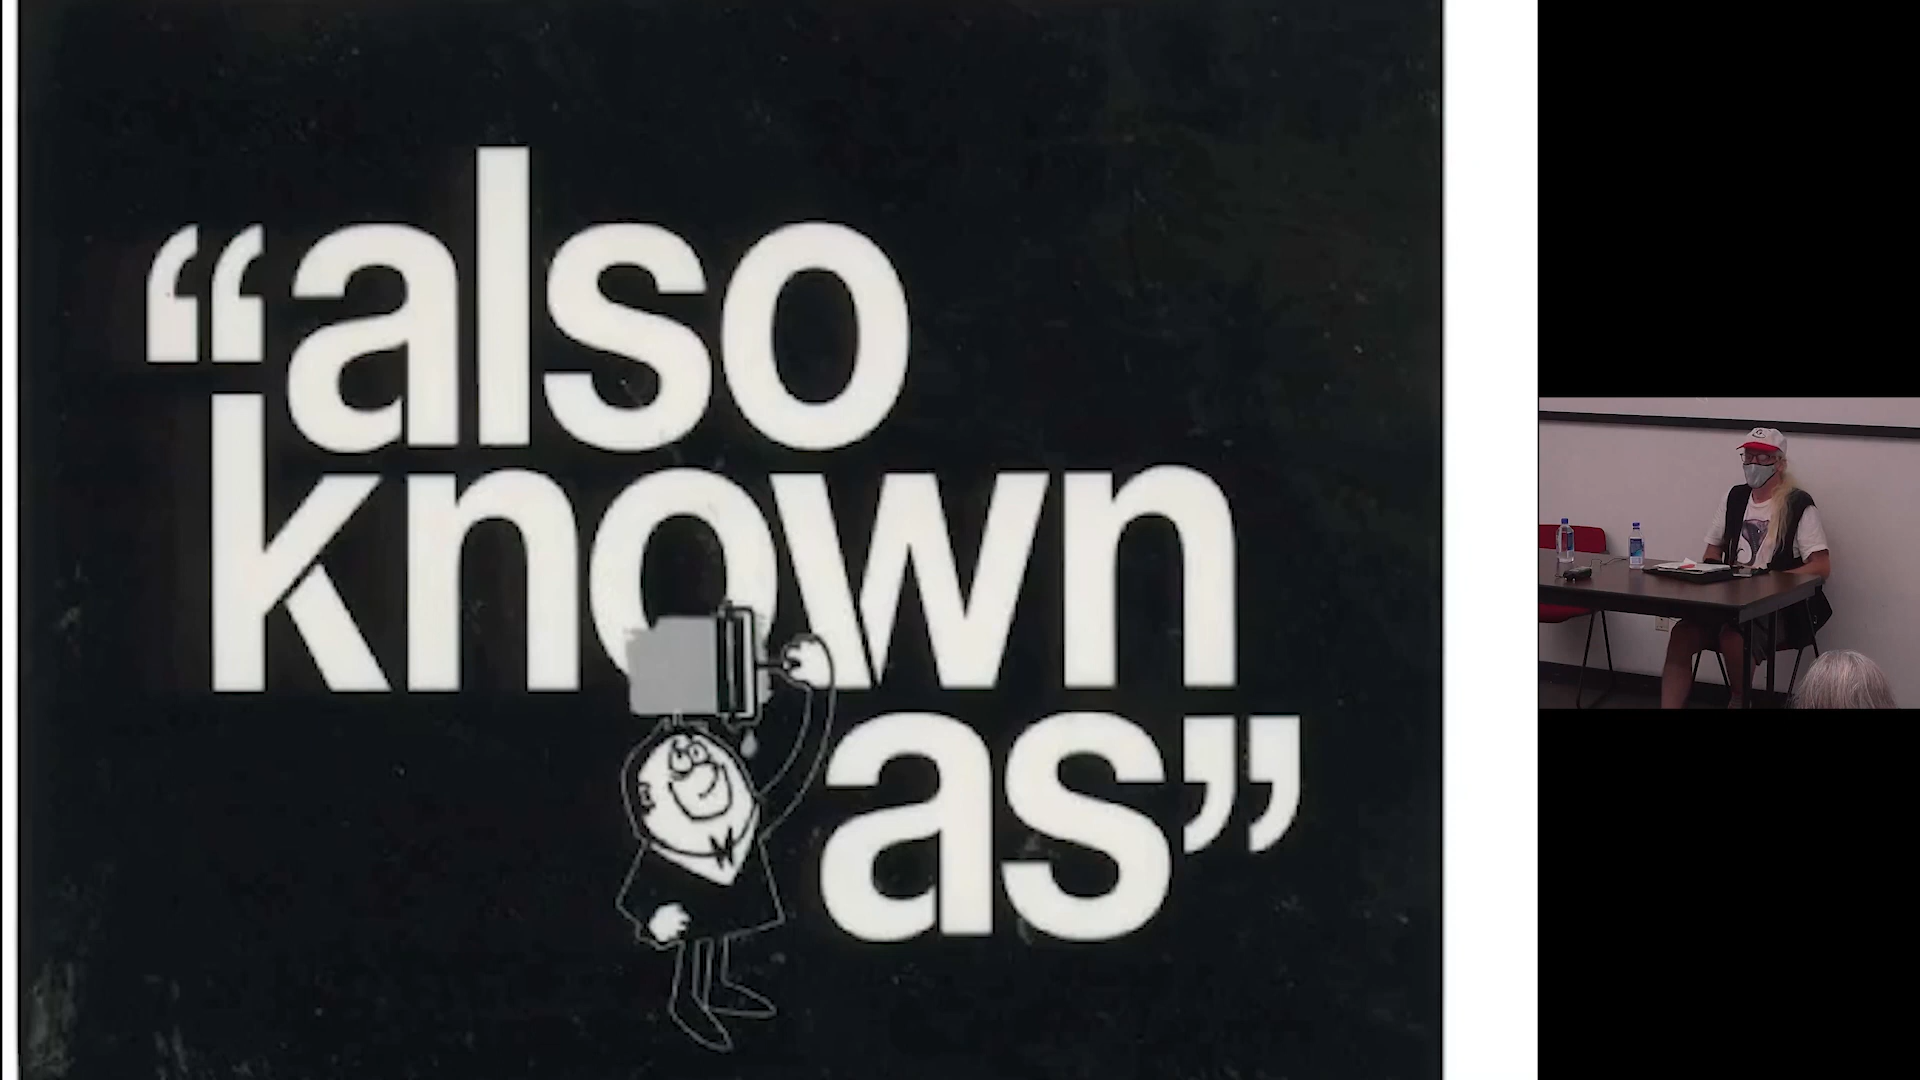 “also
known
as”